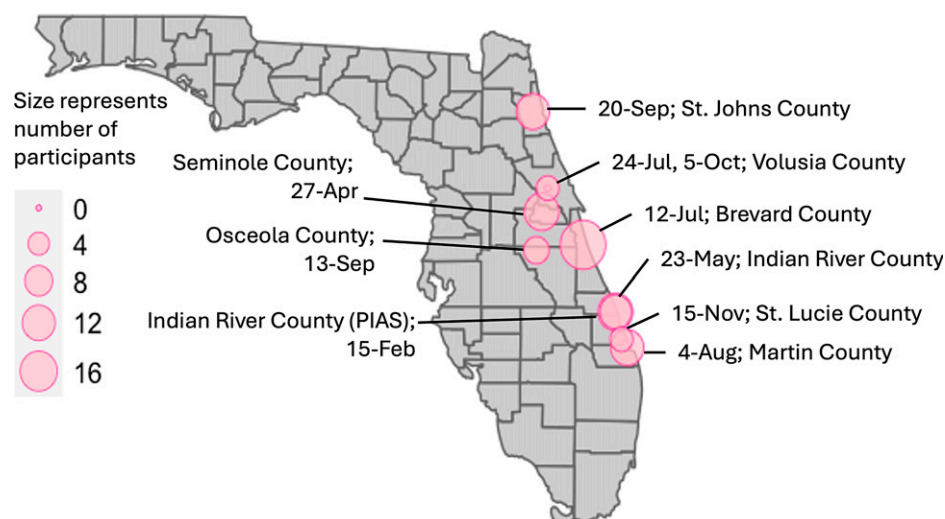 Size represents
number of
participants
0
4
8
12
16
Seminole County;
27-Apr
Osceola County;
13-Sep
Indian River County (PIAS);
15-Feb
20-Sep; St. Johns County
24-Jul, 5-Oct; Volusia County
12-Jul; Brevard County
23-May; Indian River County
15-Nov; St. Lucie County
4-Aug; Martin County